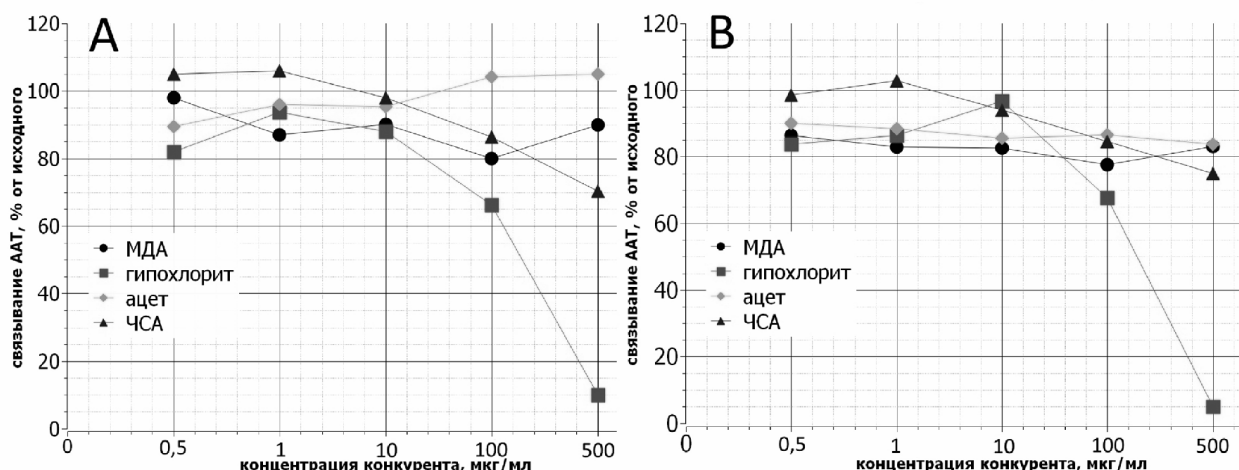 A
связывание ААТ, % от исходного
120
100
80
60
40
20
0
МДА
гипохлорит
ацет
ЧСА
0 0,5 1 10 100 500
концентрация конкурента, мкг/мл
B
связывание ААТ, % от исходного
120
100
80
60
40
20
0
МДА
гипохлорит
ацет
ЧСА
0 0,5 1 10 100 500
концентрация конкурента, мкг/мл